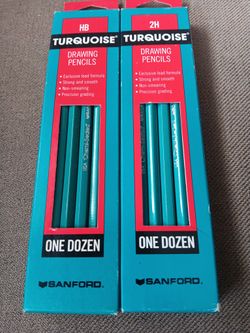 HB
TURQUOISE
DRAWING
PENCILS
• Exclusive lead formula
• Strong and smooth
• Non-smearing
• Precision grading
ONE DOZEN
SANFORD
2H
TURQUOISE
DRAWING
PENCILS
• Exclusive lead formula
• Strong and smooth
• Non-smearing
• Precision grading
ONE DOZEN
SANFORD